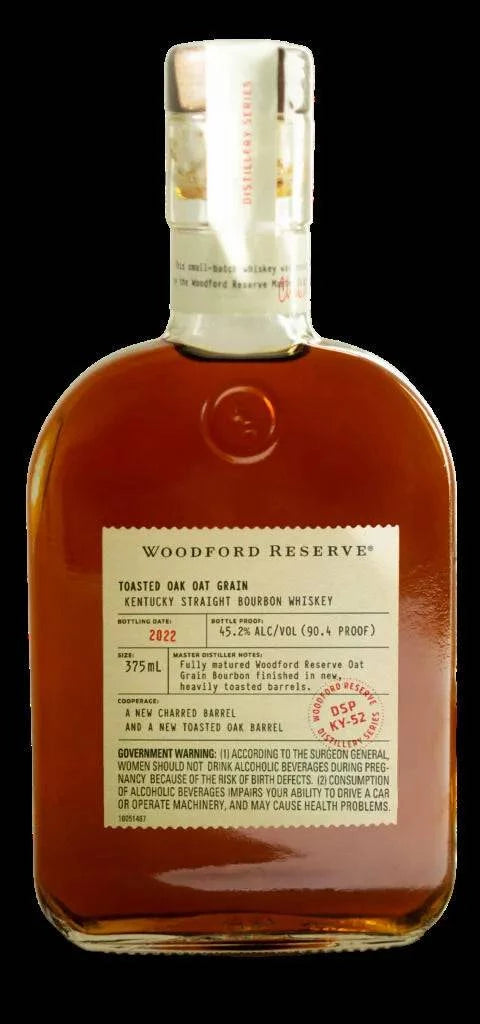 DISTILLERY SERIES
This small-batch whiskey was
the Woodford Reserve
WOODFORD RESERVE®
TOASTED OAK OAT GRAIN
KENTUCKY STRAIGHT BOURBON WHISKEY
BOTTLING DATE:
2022
BOTTLE PROOF:
45.2% ALC/VOL (90.4 PROOF)
SIZE:
375mL
MASTER DISTILLER NOTES:
Fully matured Woodford Reserve Oat
Grain Bourbon finished in new,
heavily toasted barrels.
COOPERAGE:
A NEW CHARRED BARREL
AND A NEW TOASTED OAK BARREL
WOODFORD RESERVE
DSP
KY-52
DISTILLERY SERIES
GOVERNMENT WARNING: (1) ACCORDING TO THE SURGEON GENERAL,
WOMEN SHOULD NOT DRINK ALCOHOLIC BEVERAGES DURING PREG-
NANCY BECAUSE OF THE RISK OF BIRTH DEFECTS. (2) CONSUMPTION
OF ALCOHOLIC BEVERAGES IMPAIRS YOUR ABILITY TO DRIVE A CAR
OR OPERATE MACHINERY, AND MAY CAUSE HEALTH PROBLEMS.